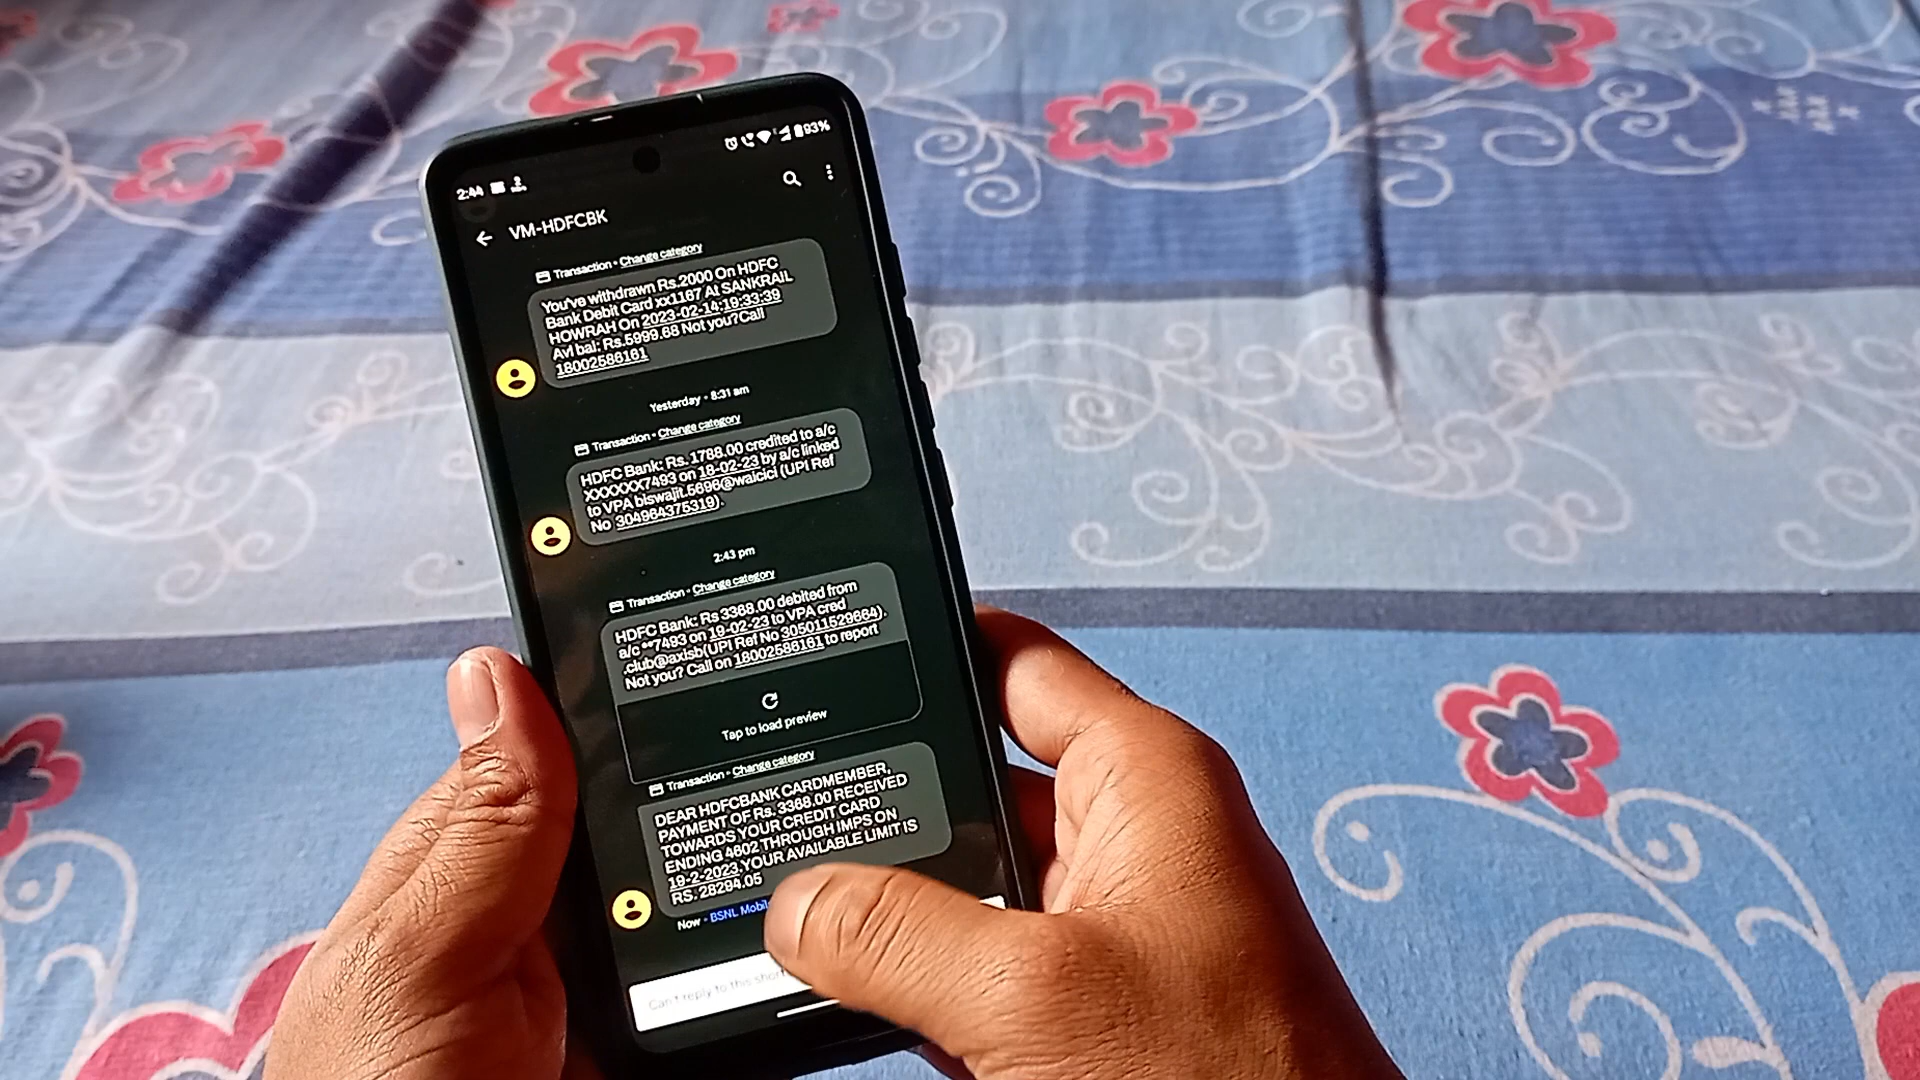 2:44
93%
VM-HDFCBK
Transaction • Change category
You've withdrawn Rs.2000 On HDFC
Bank Debit Card xx1167 At SANKRAIL
HOWRAH On 2023-02-14:19:33:39
Avl bal: Rs.5999.68 Not you?Call
18002586161
Yesterday • 8:31 am
Transaction • Change category
HDFC Bank: Rs. 1788.00 credited to a/c
XXXXXX7493 on 18-02-23 by a/c linked
to VPA biswajit.5696@waicici (UPI Ref
No 304964375319).
2:43 pm
Transaction • Change category
HDFC Bank: Rs 3368.00 debited from
a/c **7493 on 19-02-23 to VPA cred
.club@axisb(UPI Ref No 305011529664).
Not you? Call on 18002586161 to report
Tap to load preview
Transaction • Change category
DEAR HDFCBANK CARDMEMBER,
PAYMENT OF Rs. 3368.00 RECEIVED
TOWARDS YOUR CREDIT CARD
ENDING 4602 THROUGH IMPS ON
19-2-2023.YOUR AVAILABLE LIMIT IS
RS. 28294.05
Now • BSNL Mobile
Can't reply to this short